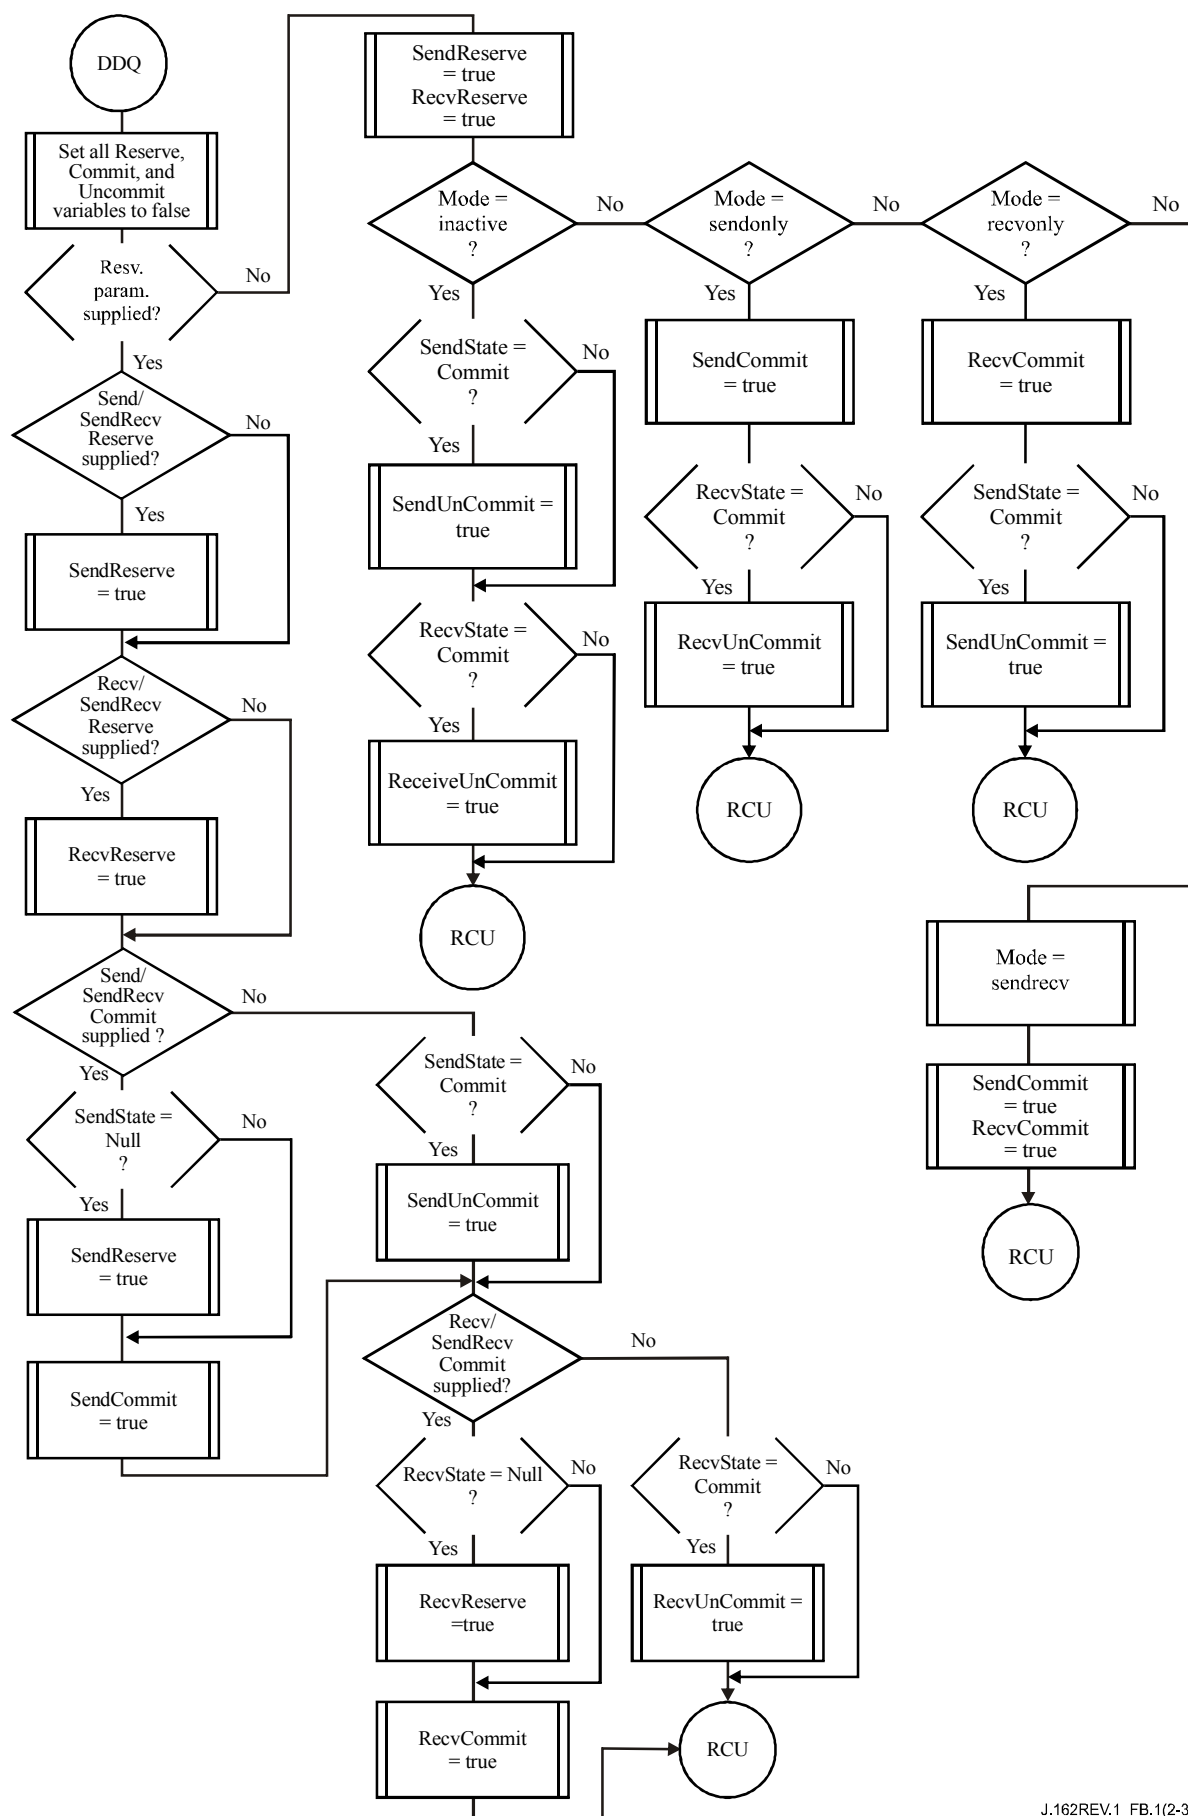 DDQ
Set all Reserve,
Commit, and
Uncommit
variables to false
Resv.
param.
supplied?
No
Yes
Send/
SendRecv
Reserve
supplied?
No
Yes
SendReserve
= true
Recv/
SendRecv
Reserve
supplied?
No
Yes
RecvReserve
= true
Send/
SendRecv
Commit
supplied ?
No
Yes
SendState =
Null
?
No
Yes
SendReserve
= true
SendCommit
= true
SendReserve
= true
RecvReserve
= true
Mode =
inactive
?
No
Yes
SendState =
Commit
?
No
Yes
SendUnCommit =
true
RecvState =
Commit
?
No
Yes
ReceiveUnCommit
= true
RCU
SendState =
Commit
?
No
Yes
SendUnCommit
= true
Recv/
SendRecv
Commit
supplied?
No
Yes
RecvState = Null
?
No
Yes
RecvReserve
=true
RecvCommit
= true
RecvState =
Commit
?
No
Yes
RecvUnCommit =
true
RCU
Mode =
sendonly
?
No
Yes
SendCommit
= true
RecvState =
Commit
?
No
Yes
RecvUnCommit
= true
RCU
Mode =
recvonly
?
No
Yes
RecvCommit
= true
SendState =
Commit
?
No
Yes
SendUnCommit =
true
RCU
Mode =
sendrecv
SendCommit
= true
RecvCommit
= true
RCU
J.162REV.1_FB.1(2-3